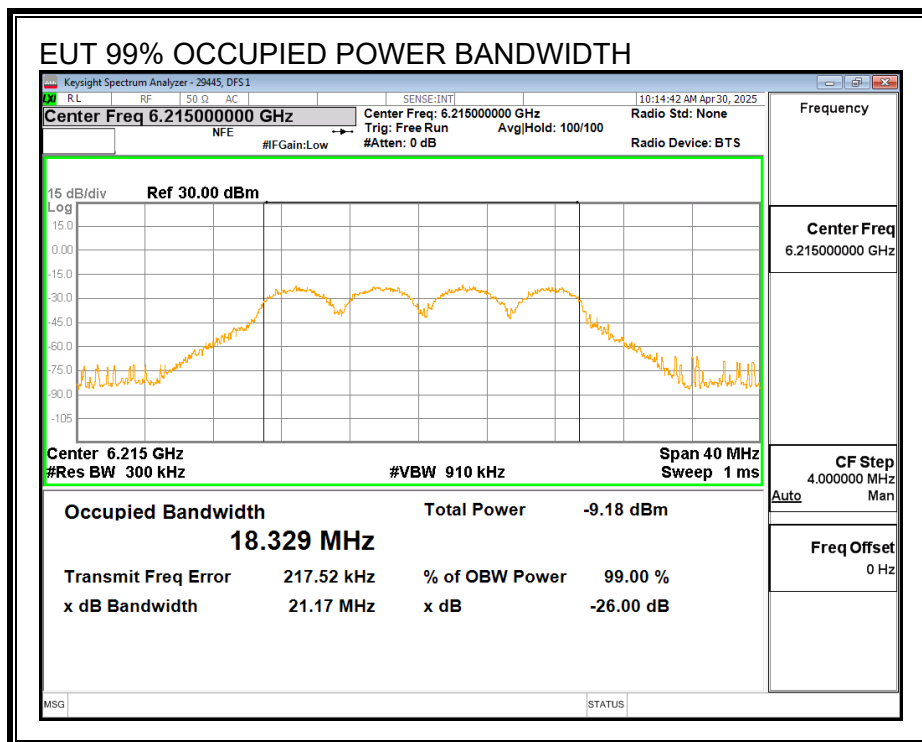 EUT 99% OCCUPIED POWER BANDWIDTH
Keysight Spectrum Analyzer - 29445, DFS 1
LXI RL RF 50 Ω AC SENSE:INT 10:14:42 AM Apr 30, 2025
Center Freq 6.215000000 GHz
NFE
#IFGain:Low
Center Freq: 6.215000000 GHz
Trig: Free Run Avg|Hold: 100/100
#Atten: 0 dB
Radio Std: None
Radio Device: BTS
15 dB/div Ref 30.00 dBm
Log
15.0
0.00
-15.0
-30.0
-45.0
-60.0
-75.0
-90.0
-105
Center 6.215 GHz Span 40 MHz
#Res BW 300 kHz #VBW 910 kHz Sweep 1 ms
Occupied Bandwidth Total Power -9.18 dBm
18.329 MHz
Transmit Freq Error 217.52 kHz % of OBW Power 99.00 %
x dB Bandwidth 21.17 MHz x dB -26.00 dB
MSG STATUS
Frequency
Center Freq
6.215000000 GHz
CF Step
4.000000 MHz
Auto Man
Freq Offset
0 Hz